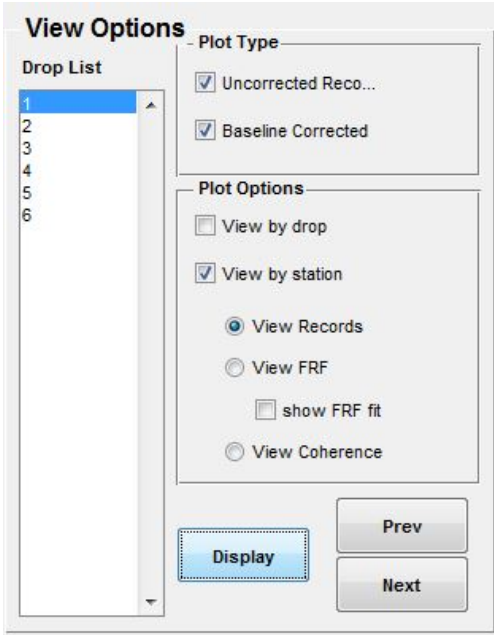 View Options
Drop List
1
2
3
4
5
6
Plot Type
Uncorrected Reco...
Baseline Corrected
Plot Options
View by drop
View by station
View Records
View FRF
show FRF fit
View Coherence
Display
Prev
Next